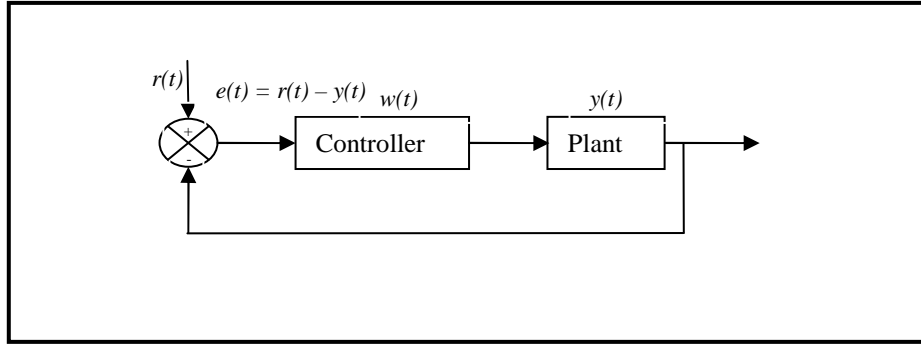 r(t)
e(t) = r(t) – y(t)
w(t)
y(t)
+
-
Controller
Plant